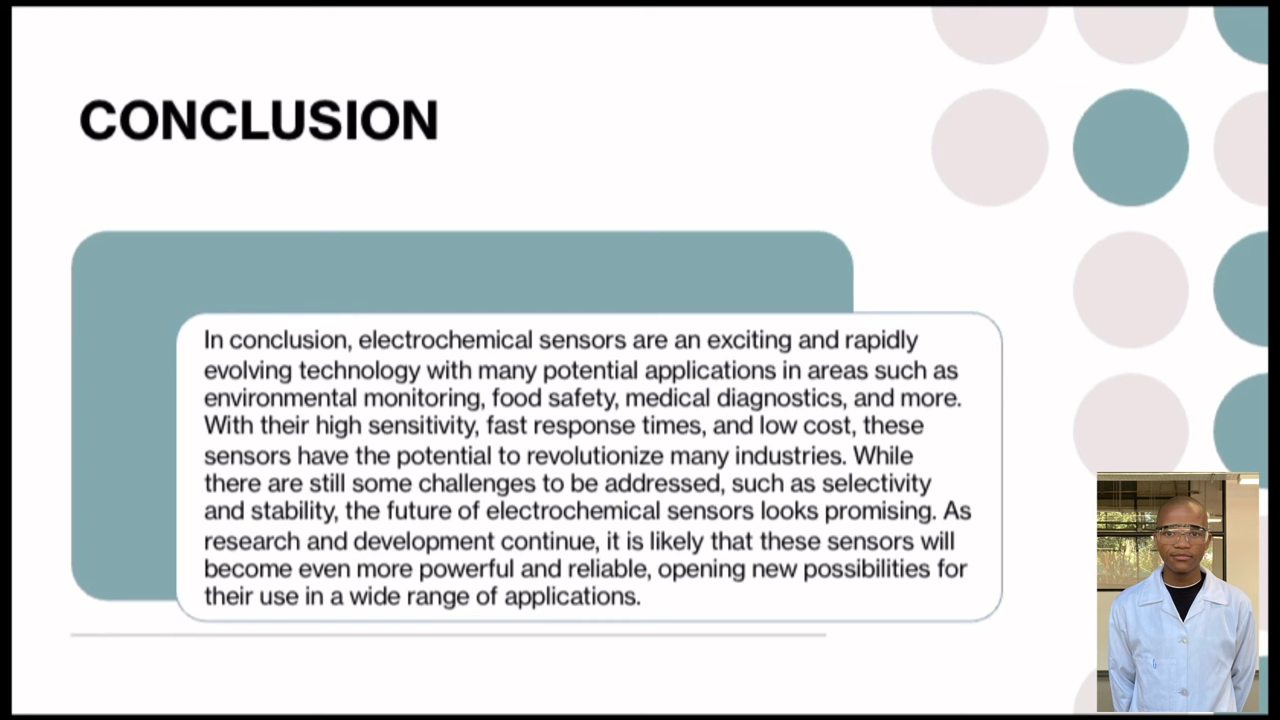 CONCLUSION
In conclusion, electrochemical sensors are an exciting and rapidly
evolving technology with many potential applications in areas such as
environmental monitoring, food safety, medical diagnostics, and more.
With their high sensitivity, fast response times, and low cost, these
sensors have the potential to revolutionize many industries. While
there are still some challenges to be addressed, such as selectivity
and stability, the future of electrochemical sensors looks promising. As
research and development continue, it is likely that these sensors will
become even more powerful and reliable, opening new possibilities for
their use in a wide range of applications.